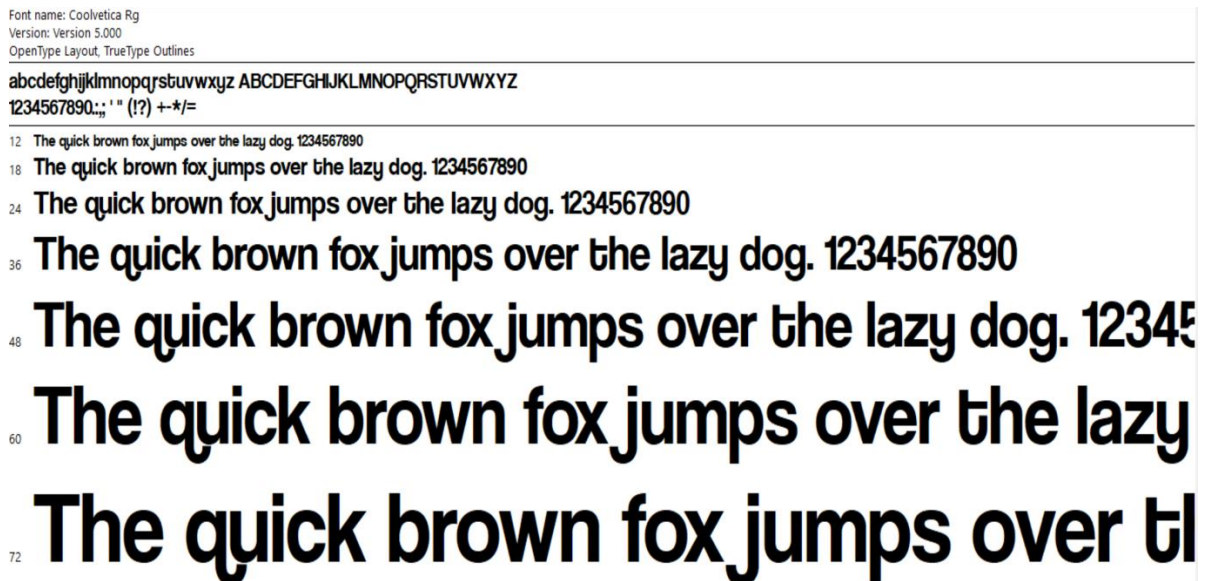 Font name: Coolvetica Rg
Version: Version 5.000
OpenType Layout, TrueType Outlines
abcdefghijklmnopqrstuvwxyz ABCDEFGHIJKLMNOPQRSTUVWXYZ
1234567890.:,; ' " (!?) +-*/=
12 The quick brown fox jumps over the lazy dog. 1234567890
18 The quick brown fox jumps over the lazy dog. 1234567890
24 The quick brown fox jumps over the lazy dog. 1234567890
36 The quick brown fox jumps over the lazy dog. 1234567890
48 The quick brown fox jumps over the lazy dog. 12345
60 The quick brown fox jumps over the lazy
72 The quick brown fox jumps over